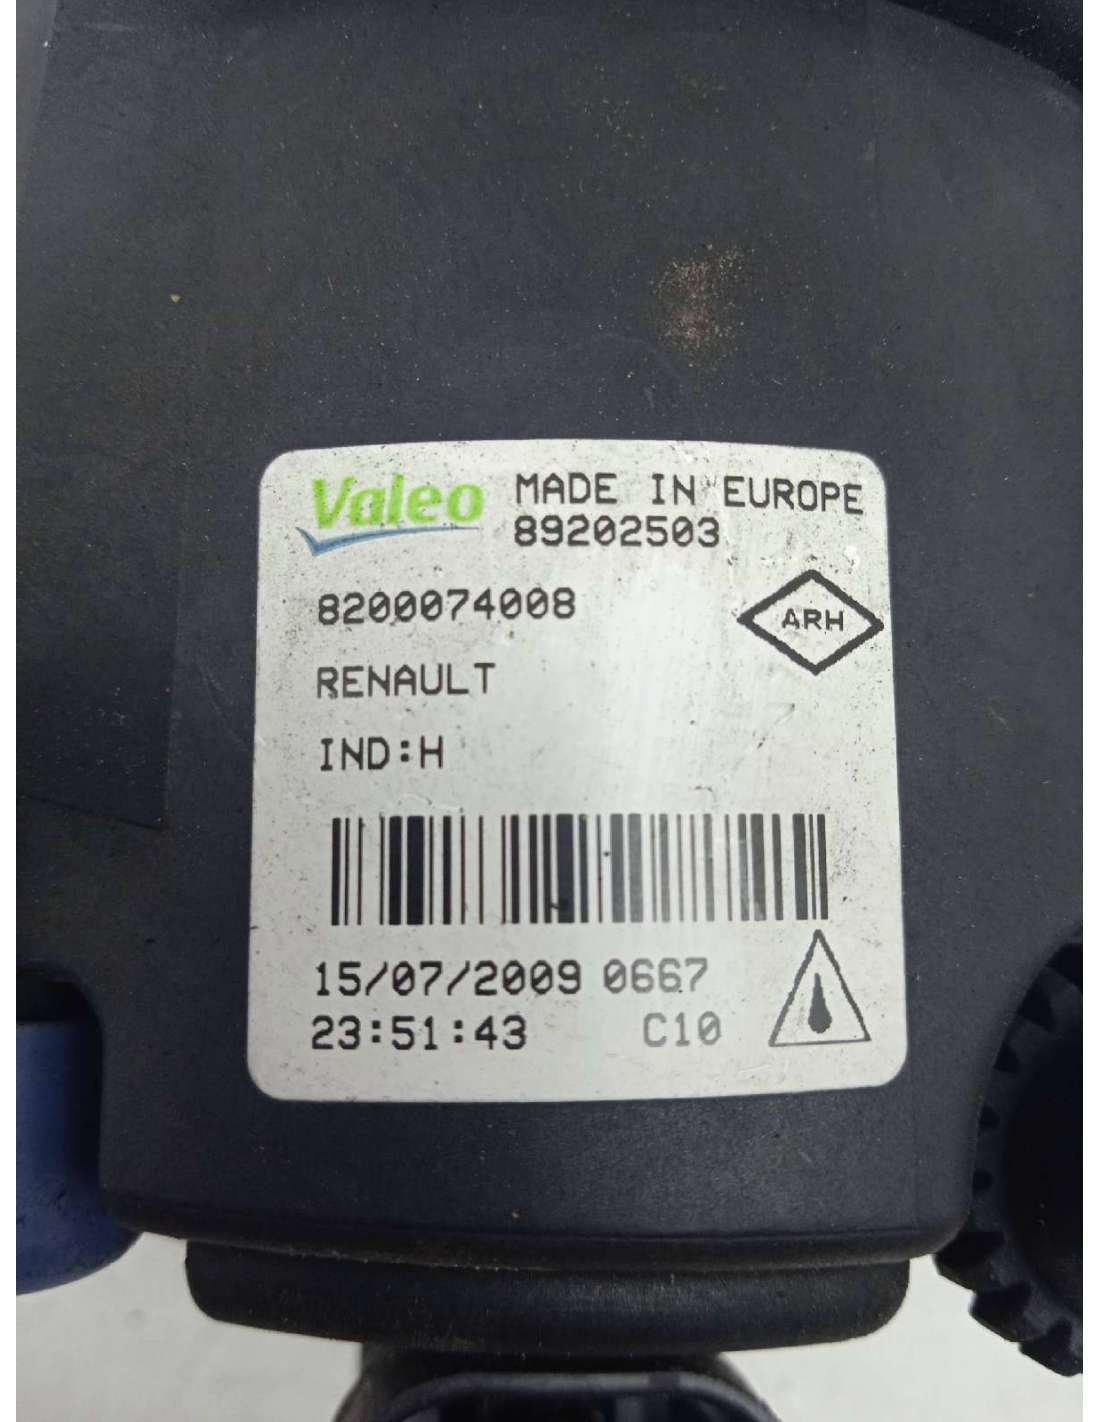 Valeo MADE IN EUROPE
89202503
8200074008
ARH
RENAULT
IND:H
15/07/2009 0667
23:51:43 C10